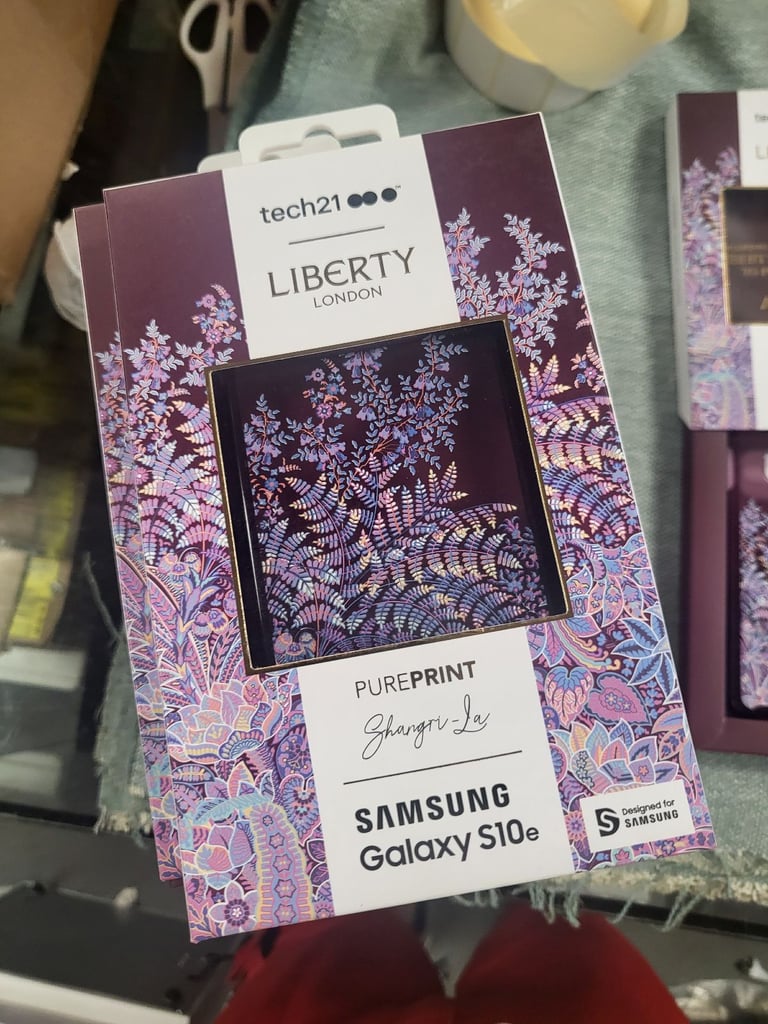 tech21
LIBERTY
LONDON
PUREPRINT
Shangri-La
SAMSUNG
Galaxy S10e
Designed for
SAMSUNG